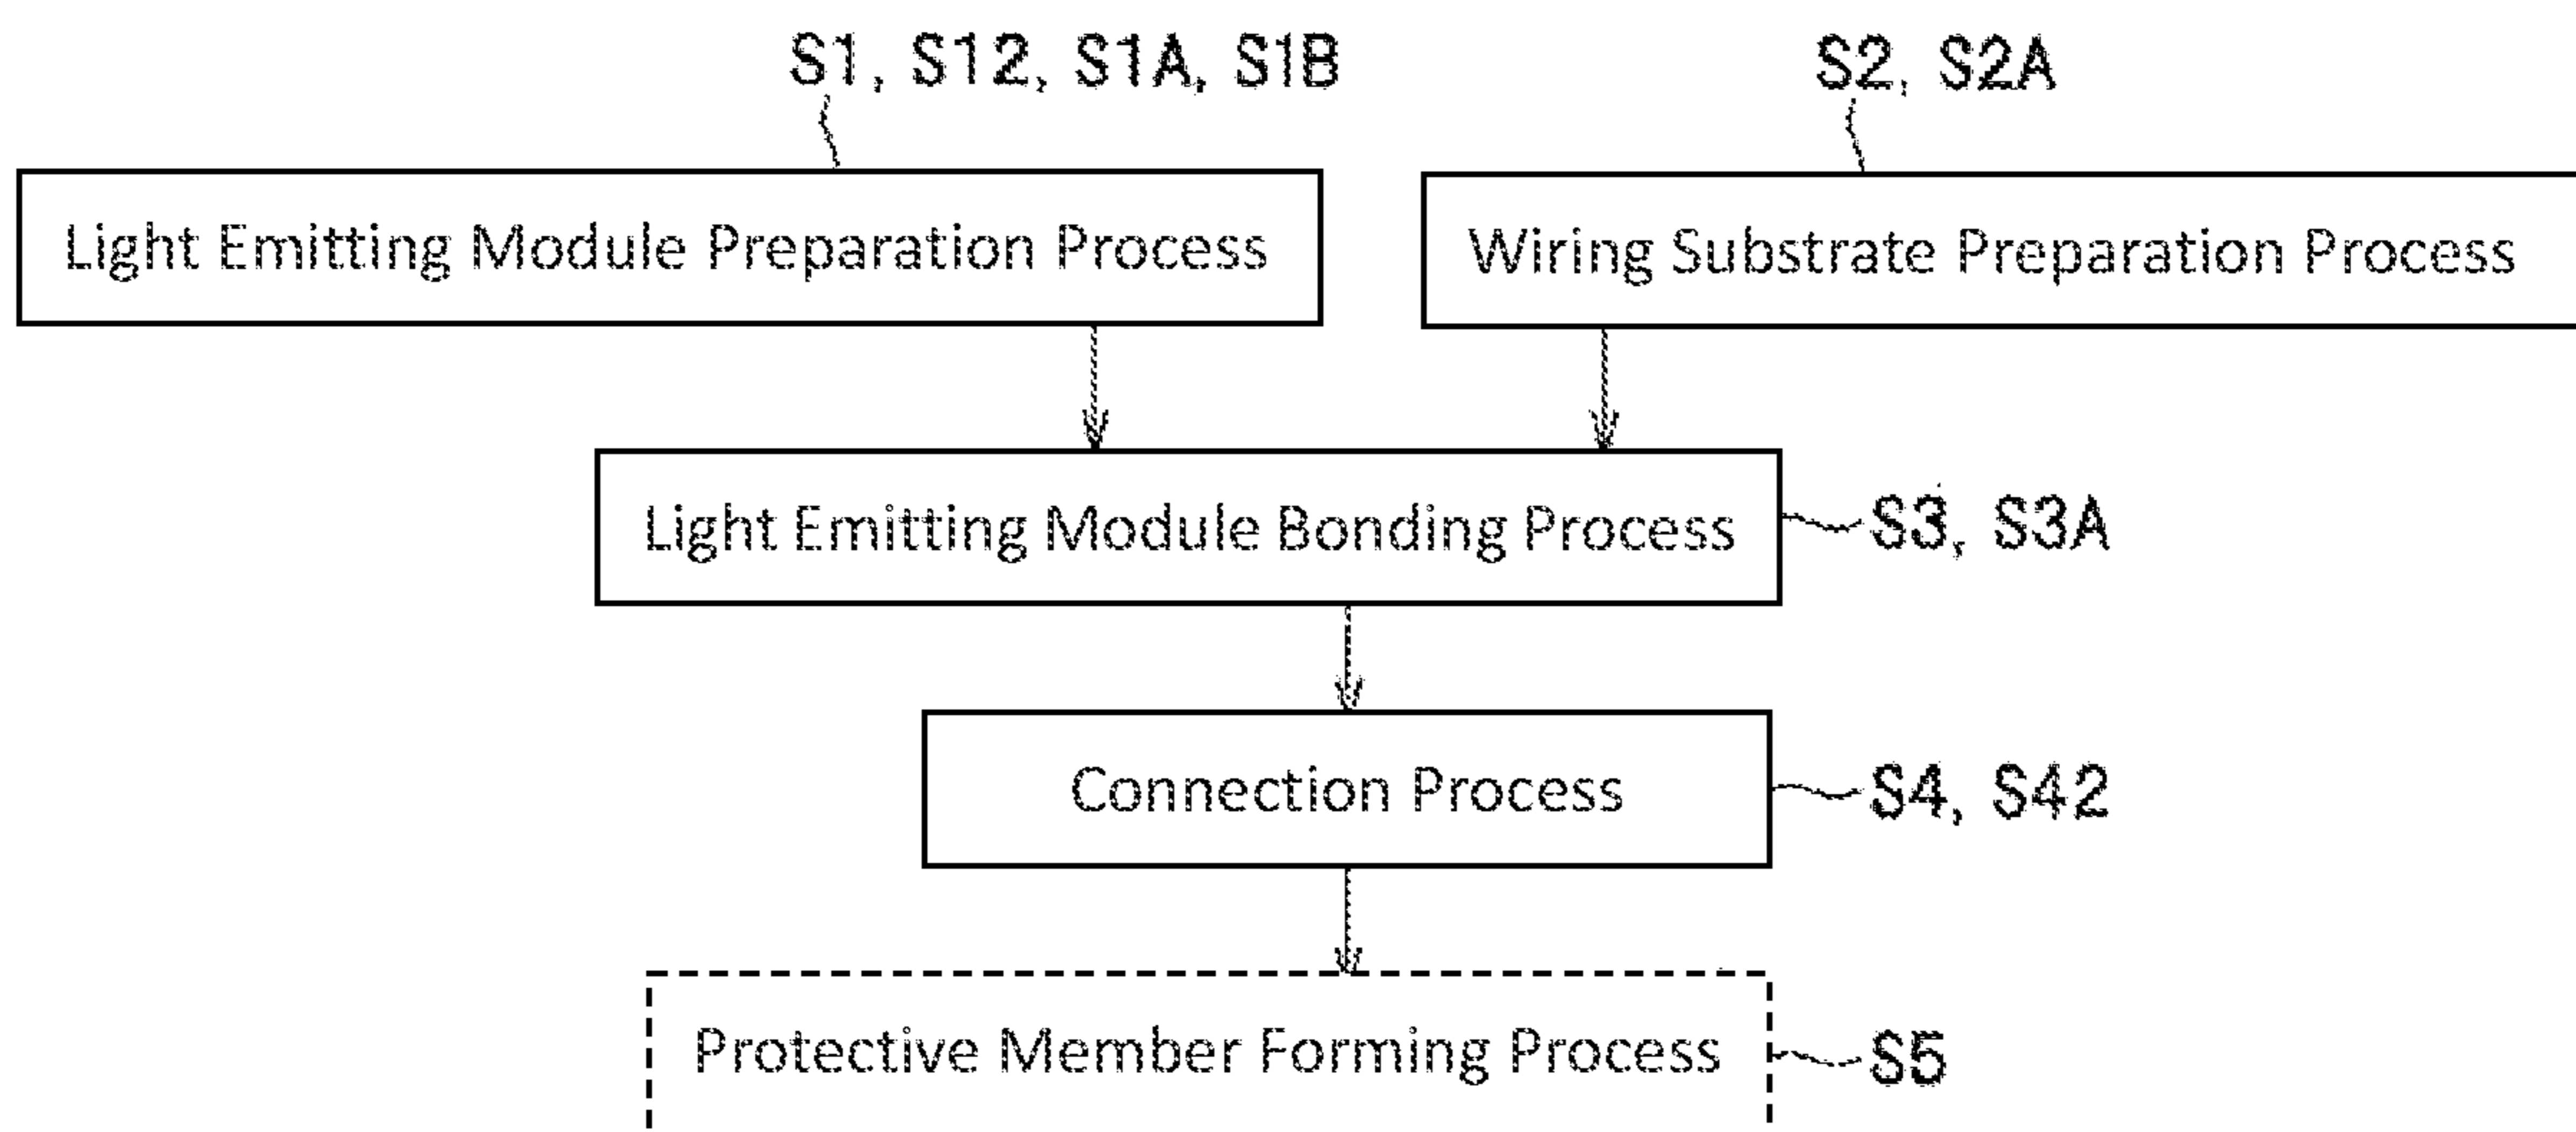 S1, S12, S1A, S1B
S2, S2A
Light Emitting Module Preparation Process
Wiring Substrate Preparation Process
Light Emitting Module Bonding Process
S3, S3A
Connection Process
S4, S42
Protective Member Forming Process
S5